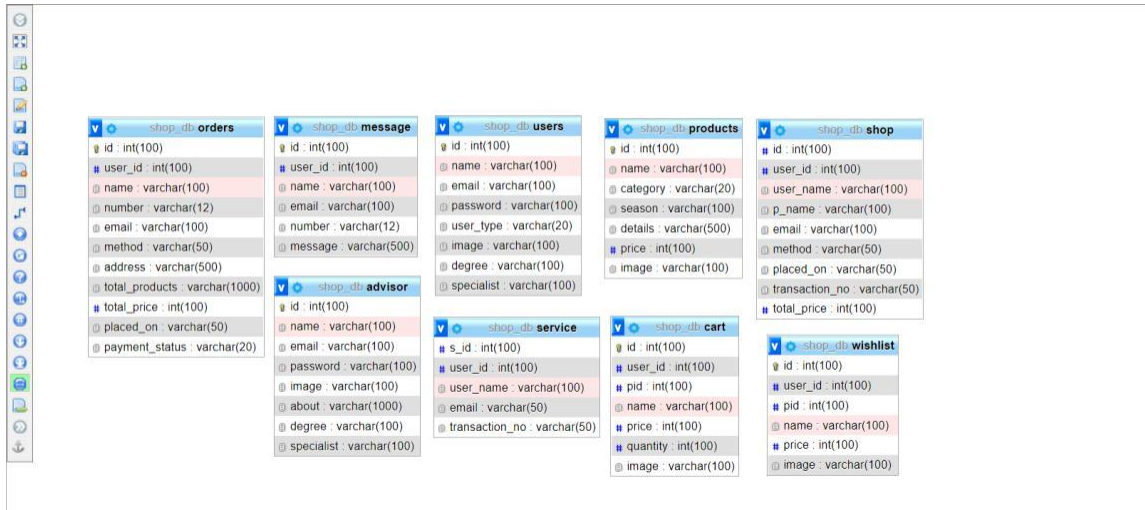 shop_db orders
id : int(100)
user_id : int(100)
name : varchar(100)
number : varchar(12)
email : varchar(100)
method : varchar(50)
address : varchar(500)
total_products : varchar(1000)
total_price : int(100)
placed_on : varchar(50)
payment_status : varchar(20)
shop_db message
id : int(100)
user_id : int(100)
name : varchar(100)
email : varchar(100)
number : varchar(12)
message : varchar(500)
shop_db advisor
id : int(100)
name : varchar(100)
email : varchar(100)
password : varchar(100)
image : varchar(100)
about : varchar(1000)
degree : varchar(100)
specialist : varchar(100)
shop_db users
id : int(100)
name : varchar(100)
email : varchar(100)
password : varchar(100)
user_type : varchar(20)
image : varchar(100)
degree : varchar(100)
specialist : varchar(100)
shop_db service
s_id : int(100)
user_id : int(100)
user_name : varchar(100)
email : varchar(50)
transaction_no : varchar(50)
shop_db products
id : int(100)
name : varchar(100)
category : varchar(20)
season : varchar(100)
details : varchar(500)
price : int(100)
image : varchar(100)
shop_db cart
id : int(100)
user_id : int(100)
pid : int(100)
name : varchar(100)
price : int(100)
quantity : int(100)
image : varchar(100)
shop_db shop
id : int(100)
user_id : int(100)
user_name : varchar(100)
p_name : varchar(100)
email : varchar(100)
method : varchar(50)
placed_on : varchar(50)
transaction_no : varchar(50)
total_price : int(100)
shop_db wishlist
id : int(100)
user_id : int(100)
pid : int(100)
name : varchar(100)
price : int(100)
image : varchar(100)